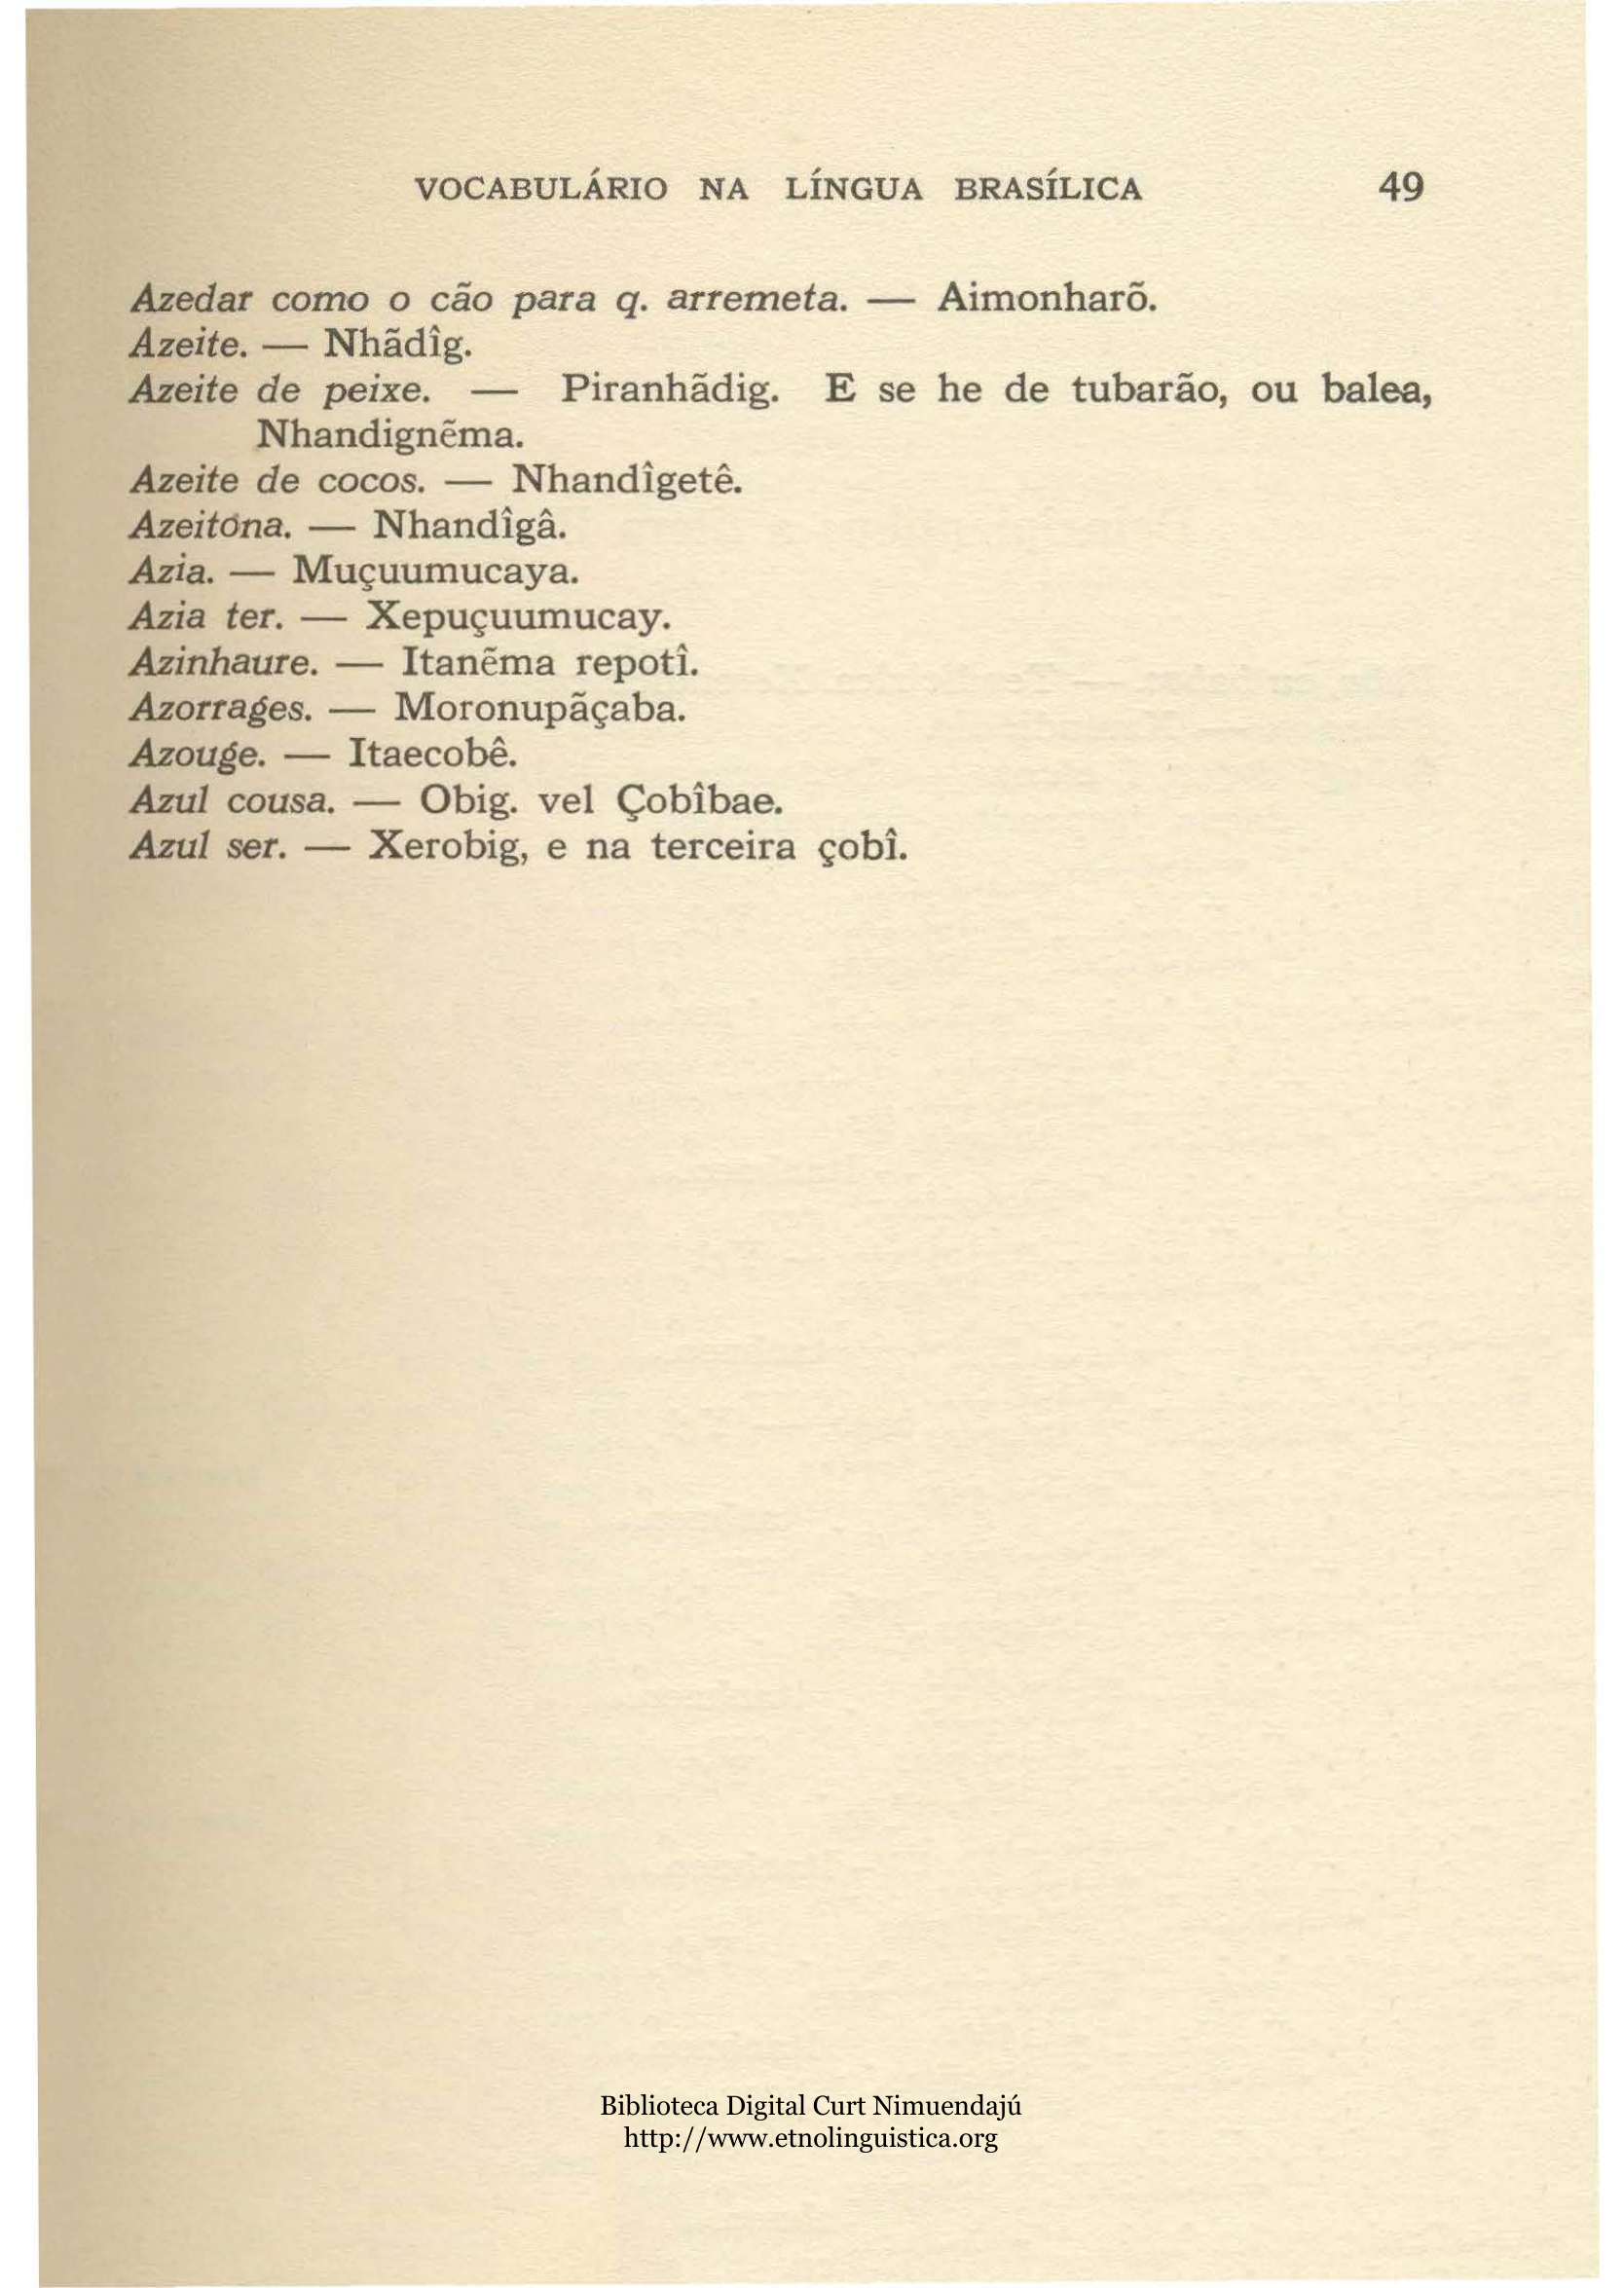 VOCABULÁRIO NA LÍNGUA BRASÍLICA 49
Azedar como o cão para q. arremeta. — Aimonharõ.
Azeite. — Nhãdîg.
Azeite de peixe. — Piranhãdig. E se he de tubarão, ou balea,
Nhandignẽma.
Azeite de cocos. — Nhandîgetê.
Azeitona. — Nhandîgâ.
Azia. — Muçuumucaya.
Azia ter. — Xepuçuumucay.
Azinhaure. — Itanẽma repotî.
Azorrages. — Moronupãçaba.
Azouge. — Itaecobê.
Azul cousa. — Obig. vel Çobîbae.
Azul ser. — Xerobig, e na terceira çobî.
Biblioteca Digital Curt Nimuendajú
http://www.etnolinguistica.org